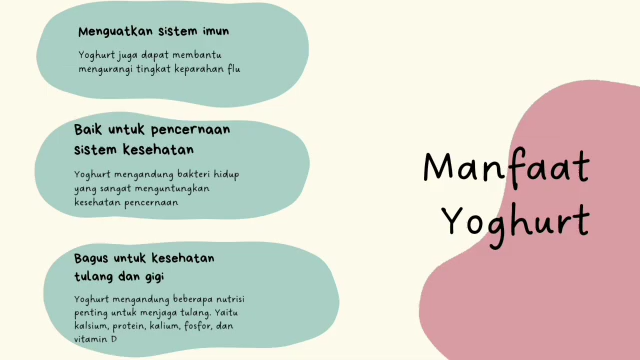 Menguatkan sistem imun
Yoghurt juga dapat membantu
mengurangi tingkat keparahan flu
Baik untuk pencernaan
sistem kesehatan
Yoghurt mengandung bakteri hidup
yang sangat menguntungkan
kesehatan pencernaan
Bagus untuk kesehatan
tulang dan gigi
Yoghurt mengandung beberapa nutrisi
penting untuk menjaga tulang. Yaitu
kalsium, protein, kalium, fosfor, dan
vitamin D
Manfaat
Yoghurt